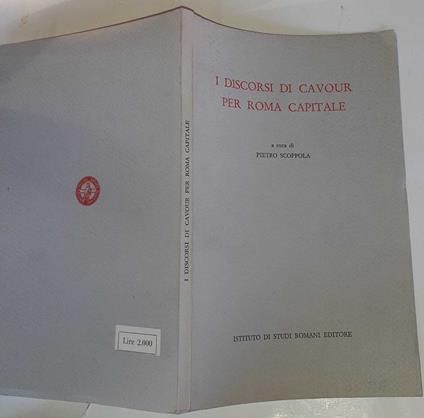 I DISCORSI DI CAVOUR
PER ROMA CAPITALE
a cura di
PIETRO SCOPPOLA
ISTITUTO DI STUDI ROMANI EDITORE
I DISCORSI DI CAVOUR PER ROMA CAPITALE
Lire 2.000